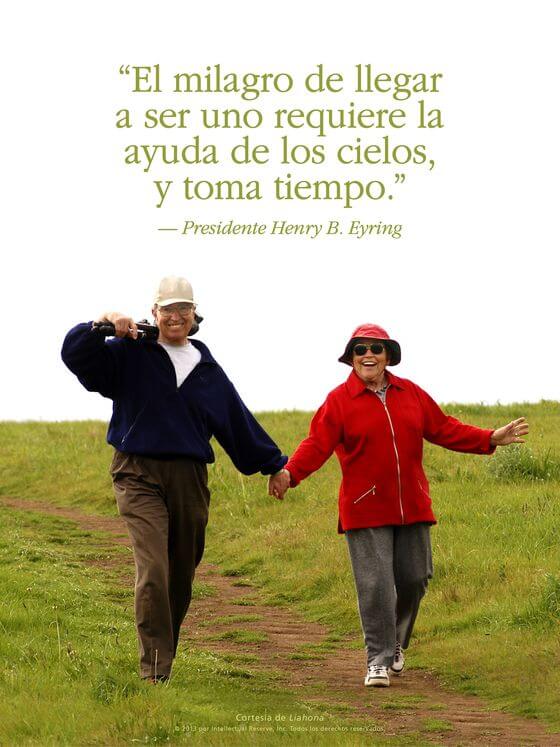 “El milagro de llegar
a ser uno requiere la
ayuda de los cielos,
y toma tiempo.”
— Presidente Henry B. Eyring
Cortesía de Liahona
© 2013 por Intellectual Reserve, Inc. Todos los derechos reservados.